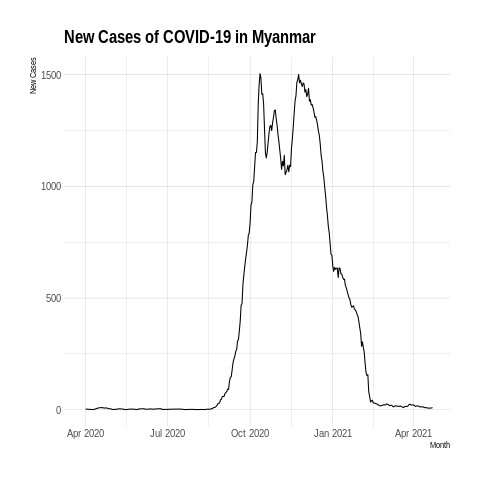 New Cases of COVID-19 in Myanmar
New Cases
1500
1000
500
0
Apr 2020 Jul 2020 Oct 2020 Jan 2021 Apr 2021
Month